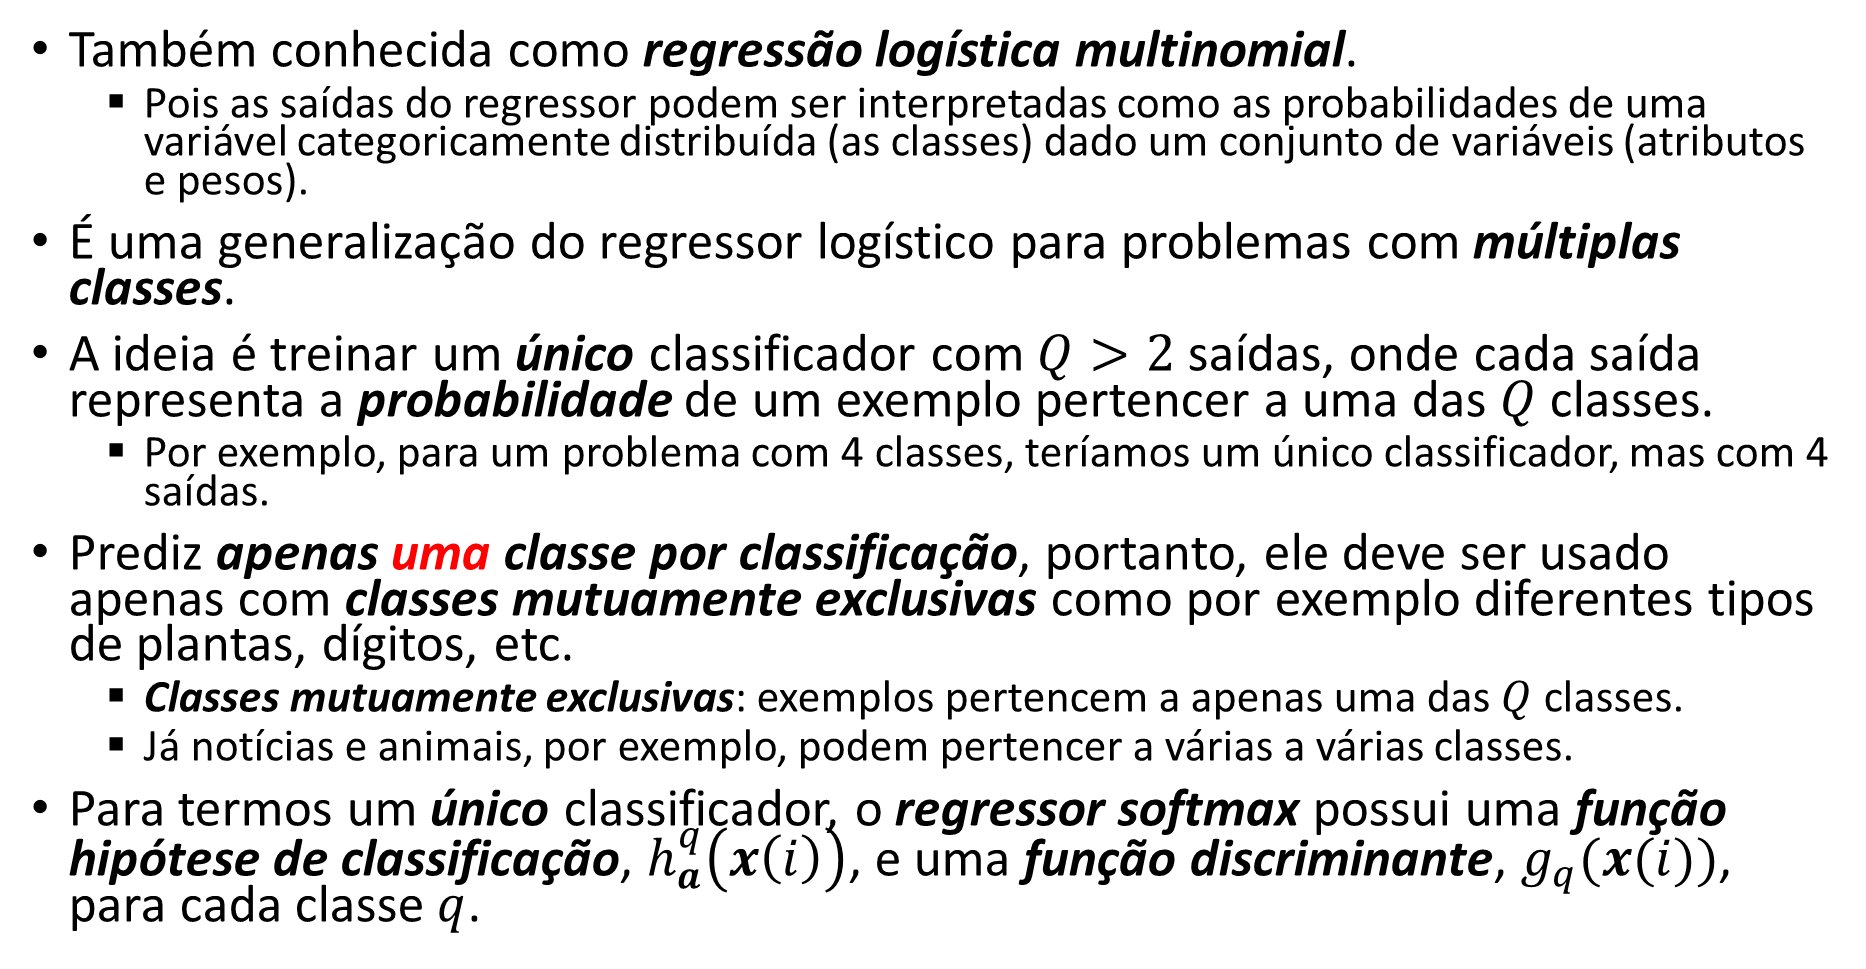 • Também conhecida como regressão logística multinomial.
▪ Pois as saídas do regressor podem ser interpretadas como as probabilidades de uma
variável categoricamente distribuída (as classes) dado um conjunto de variáveis (atributos
e pesos).
• É uma generalização do regressor logístico para problemas com múltiplas
classes.
• A ideia é treinar um único classificador com Q > 2 saídas, onde cada saída
representa a probabilidade de um exemplo pertencer a uma das Q classes.
▪ Por exemplo, para um problema com 4 classes, teríamos um único classificador, mas com 4
saídas.
• Prediz apenas uma classe por classificação, portanto, ele deve ser usado
apenas com classes mutuamente exclusivas como por exemplo diferentes tipos
de plantas, dígitos, etc.
▪ Classes mutuamente exclusivas: exemplos pertencem a apenas uma das Q classes.
▪ Já notícias e animais, por exemplo, podem pertencer a várias a várias classes.
• Para termos um único classificador, o regressor softmax possui uma função
hipótese de classificação, h_a^q(x(i)), e uma função discriminante, g_q(x(i)),
para cada classe q.